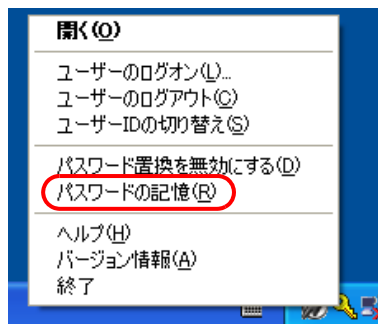 開く(O)
ユーザーのログオン(L)...
ユーザーのログアウト(C)
ユーザーIDの切り替え(S)
パスワード置換を無効にする(D)
パスワードの記憶(R)
ヘルプ(H)
バージョン情報(A)
終了